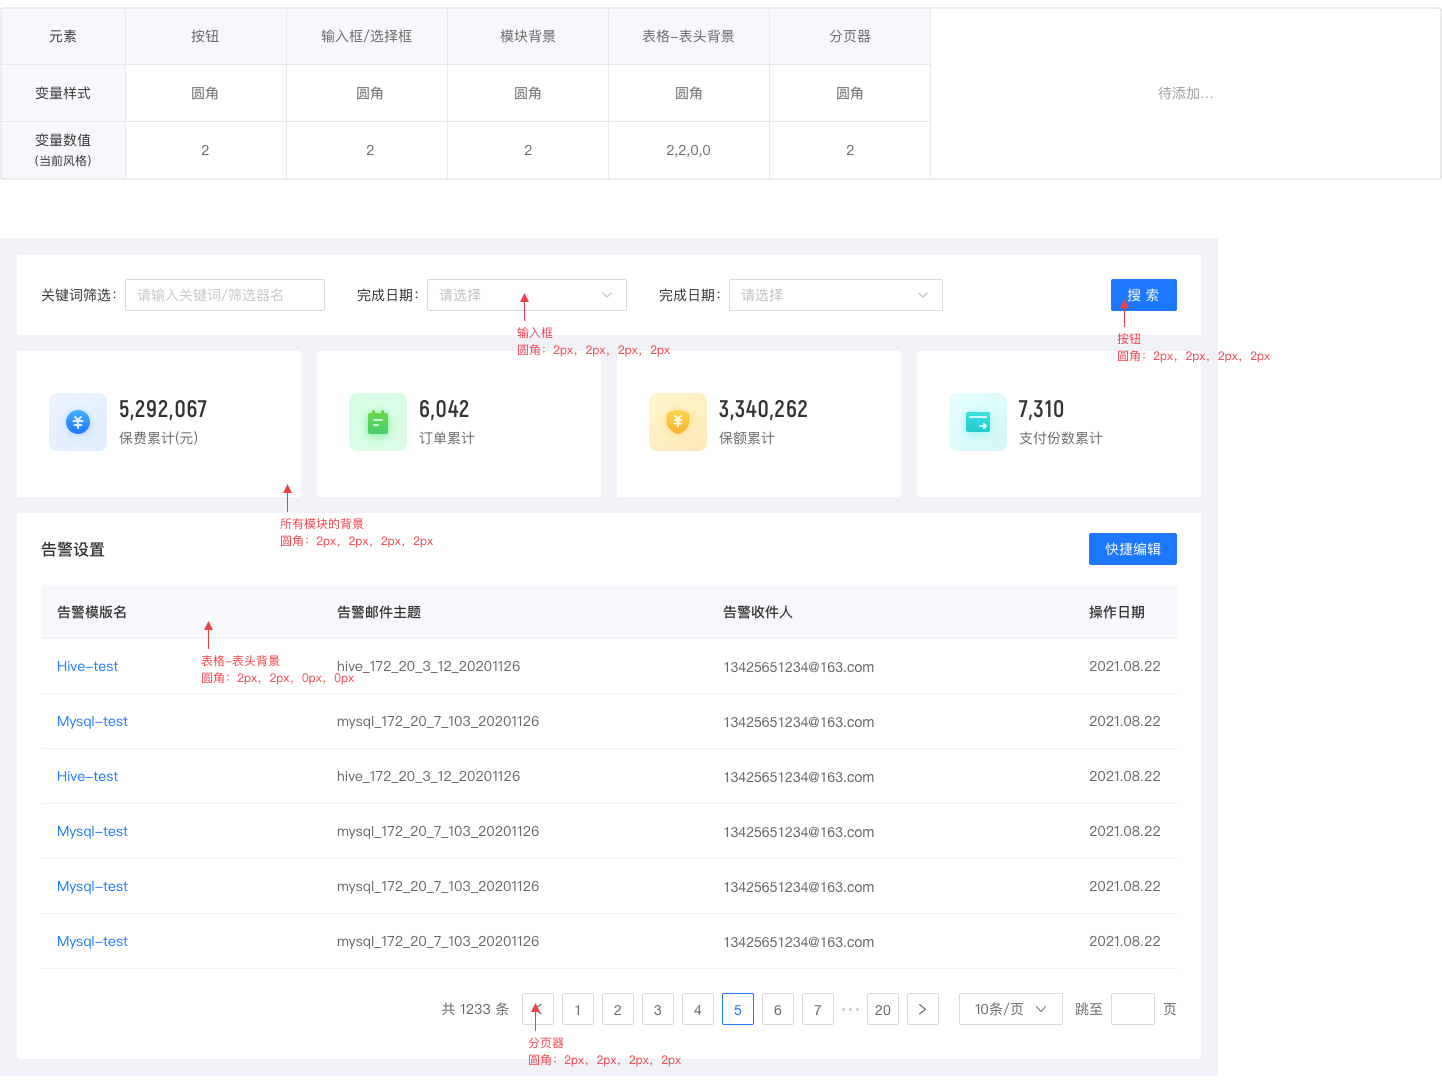 元素 按钮 输入框/选择框 模块背景 表格-表头背景 分页器
变量样式 圆角 圆角 圆角 圆角 圆角 待添加...
变量数值
(当前风格) 2 2 2 2,2,0,0 2
关键词筛选： 请输入关键词/筛选器名 完成日期： 请选择 完成日期： 请选择 搜 索
输入框
圆角：2px，2px，2px，2px
按钮
圆角：2px，2px，2px，2px
5,292,067
保费累计(元)
6,042
订单累计
3,340,262
保额累计
7,310
支付份数累计
所有模块的背景
圆角：2px，2px，2px，2px
告警设置 快捷编辑
告警模版名 告警邮件主题 告警收件人 操作日期
表格-表头背景
圆角：2px，2px，0px，0px
Hive-test hive_172_20_3_12_20201126 13425651234@163.com 2021.08.22
Mysql-test mysql_172_20_7_103_20201126 13425651234@163.com 2021.08.22
Hive-test hive_172_20_3_12_20201126 13425651234@163.com 2021.08.22
Mysql-test mysql_172_20_7_103_20201126 13425651234@163.com 2021.08.22
Mysql-test mysql_172_20_7_103_20201126 13425651234@163.com 2021.08.22
Mysql-test mysql_172_20_7_103_20201126 13425651234@163.com 2021.08.22
共 1233 条 1 2 3 4 5 6 7 ··· 20 10条/页 跳至 页
分页器
圆角：2px，2px，2px，2px